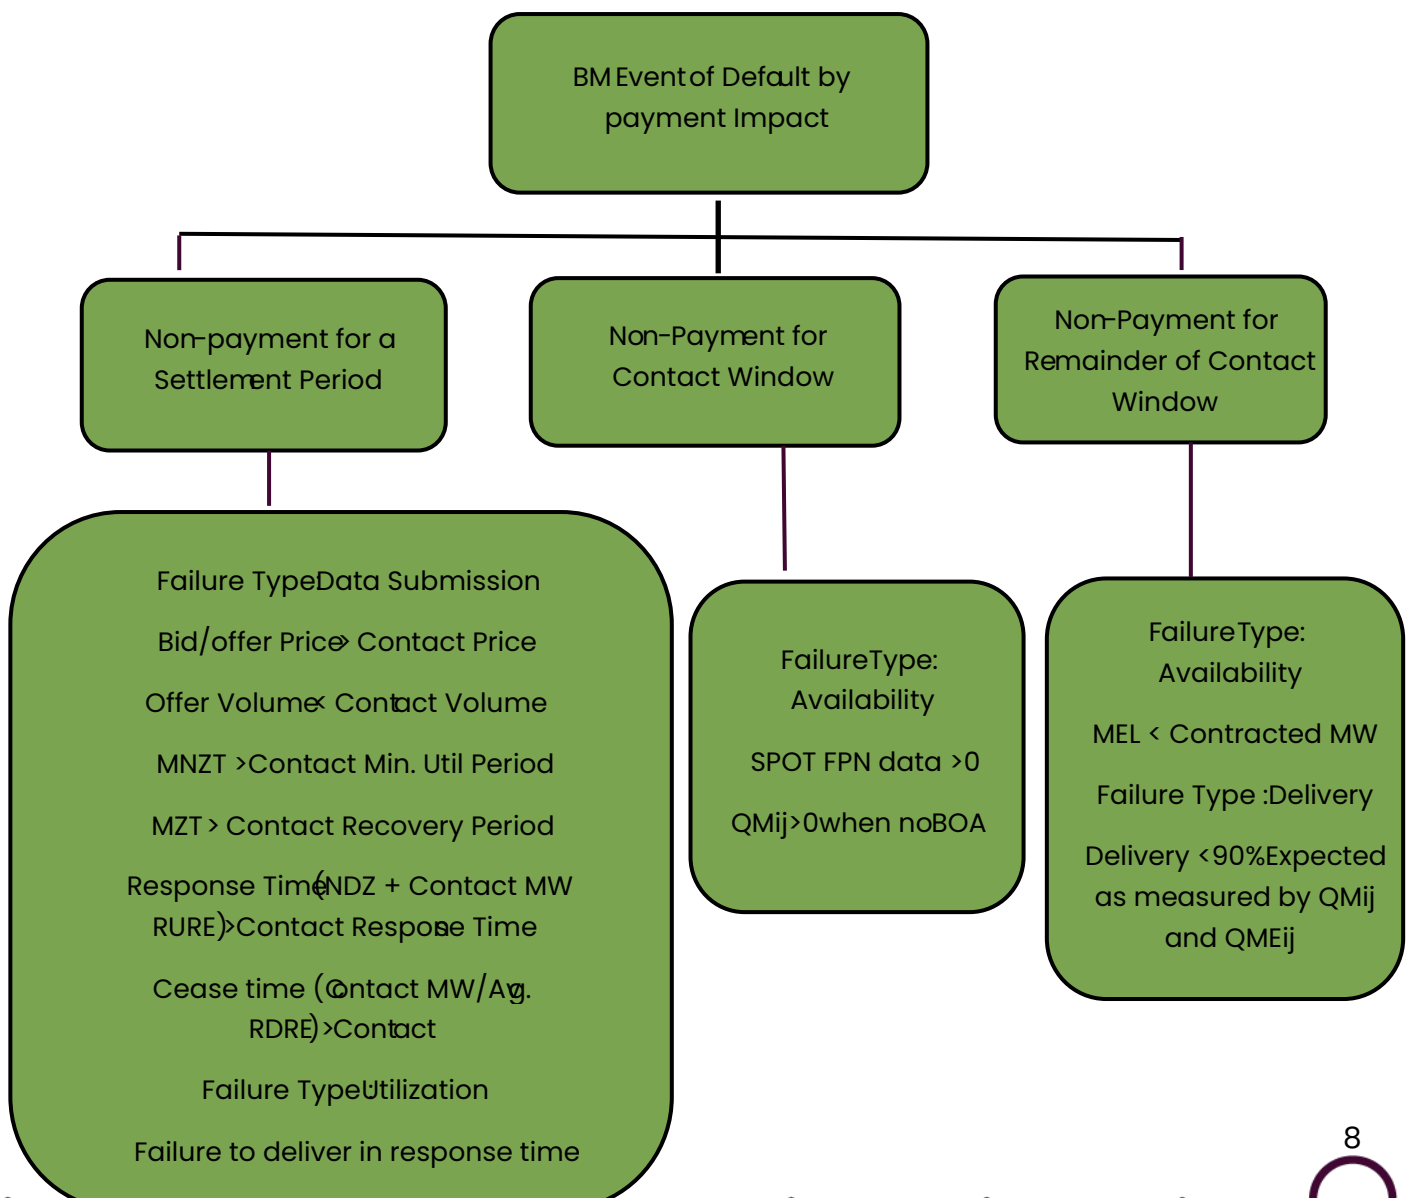 BM Event of Default by
payment Impact
Non-payment for a
Settlement Period
Non-Payment for
Contact Window
Non-Payment for
Remainder of Contact
Window
Failure Type:Data Submission
Bid/offer Price> Contact Price
Offer Volume< Contact Volume
MNZT >Contact Min. Util Period
MZT > Contact Recovery Period
Response Time(NDZ + Contact MW
RURE)>Contact Response Time
Cease time (Contact MW/Avg.
RDRE)>Contact
Failure Type:Utilization
Failure to deliver in response time
FailureType:
Availability
SPOT FPN data >0
QMij>0when noBOA
FailureType:
Availability
MEL < Contracted MW
Failure Type :Delivery
Delivery <90%Expected
as measured by QMij
and QMEij
8